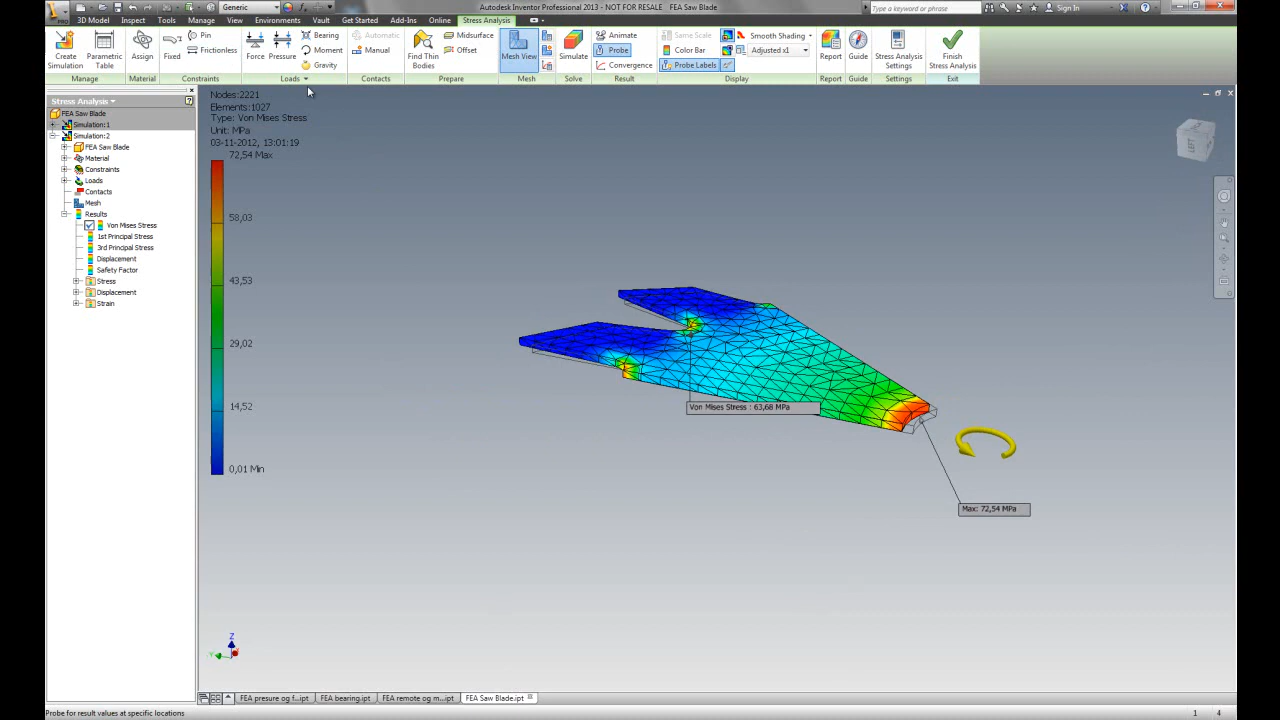 Generic
Autodesk Inventor Professional 2013 - NOT FOR RESALE   FEA Saw Blade
Type a keyword or phrase
Sign In
PRO
3D Model Inspect Tools Manage View Environments Vault Get Started Add-Ins Online Stress Analysis
Create Simulation
Parametric Table
Assign
Fixed
Pin
Frictionless
Force
Pressure
Bearing
Moment
Gravity
Automatic
Manual
Find Thin Bodies
Midsurface
Offset
Mesh View
Simulate
Animate
Probe
Convergence
Same Scale
Color Bar
Probe Labels
Smooth Shading
Adjusted x1
Report
Guide
Stress Analysis Settings
Finish Stress Analysis
Manage Material Constraints Loads Contacts Prepare Mesh Solve Result Display Report Guide Settings Exit
Stress Analysis
FEA Saw Blade
Simulation:1
Simulation:2
FEA Saw Blade
Material
Constraints
Loads
Contacts
Mesh
Results
Von Mises Stress
1st Principal Stress
3rd Principal Stress
Displacement
Safety Factor
Stress
Displacement
Strain
Nodes:2221
Elements:1027
Type: Von Mises Stress
Unit: MPa
03-11-2012, 13:01:19
72,54 Max
58,03
43,53
29,02
14,52
0,01 Min
Von Mises Stress : 63,68 MPa
Max: 72,54 MPa
LEFT
Z
Y
FEA presure og f...ipt
FEA bearing.ipt
FEA remote og m...ipt
FEA Saw Blade.ipt
Probe for result values at specific locations
1 4